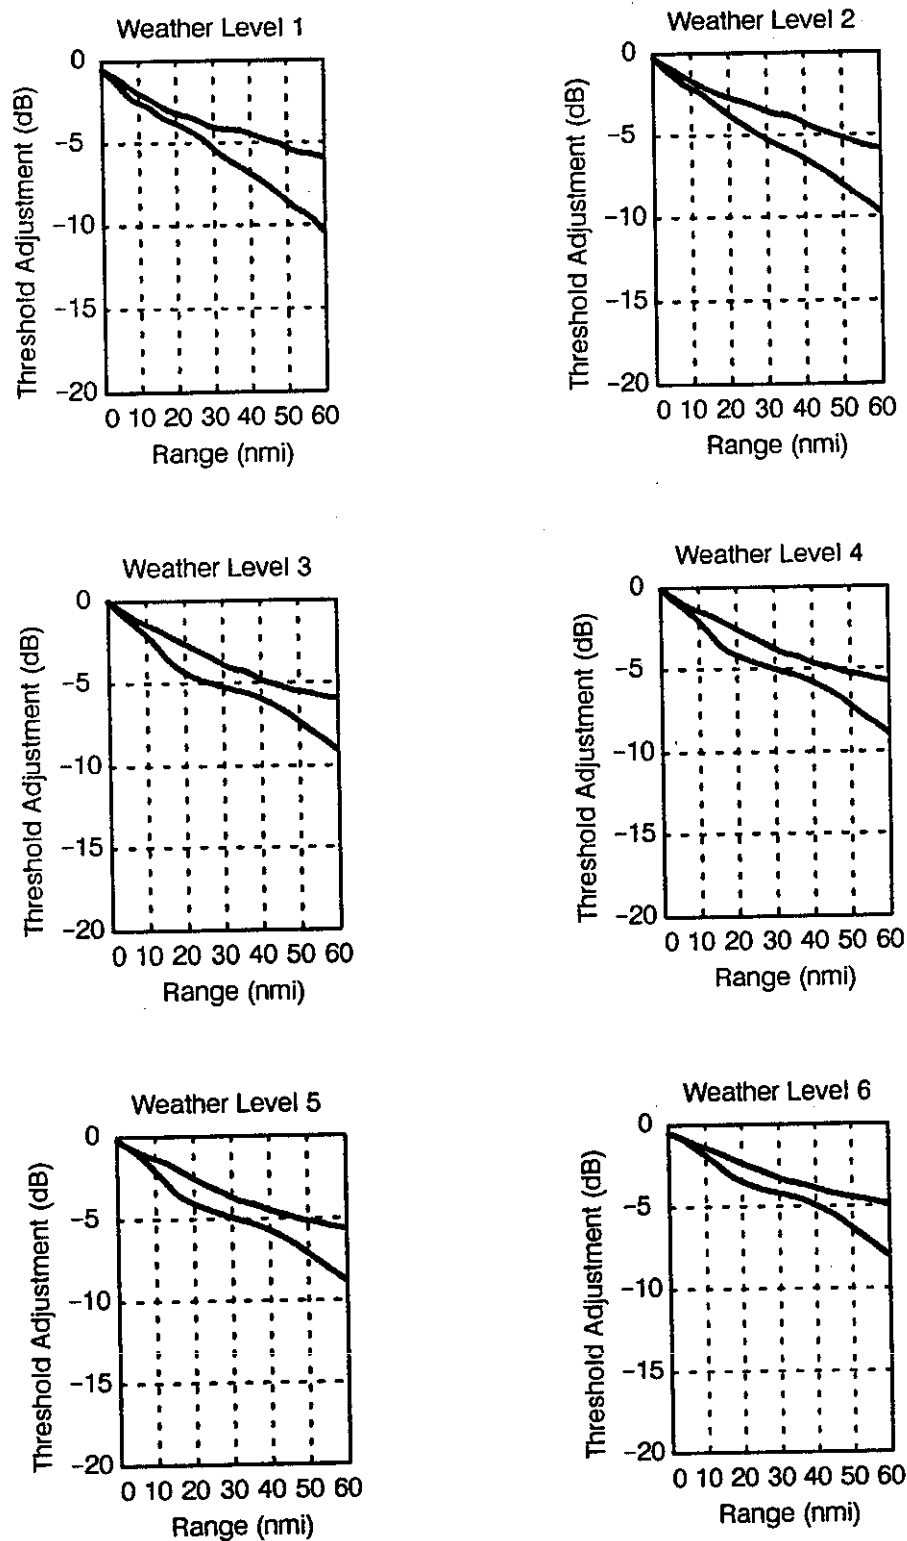 Weather Level 1
0
-5
-10
-15
-20
Threshold Adjustment (dB)
0 10 20 30 40 50 60
Range (nmi)
Weather Level 2
0
-5
-10
-15
-20
Threshold Adjustment (dB)
0 10 20 30 40 50 60
Range (nmi)
Weather Level 3
0
-5
-10
-15
-20
Threshold Adjustment (dB)
0 10 20 30 40 50 60
Range (nmi)
Weather Level 4
0
-5
-10
-15
-20
Threshold Adjustment (dB)
0 10 20 30 40 50 60
Range (nmi)
Weather Level 5
0
-5
-10
-15
-20
Threshold Adjustment (dB)
0 10 20 30 40 50 60
Range (nmi)
Weather Level 6
0
-5
-10
-15
-20
Threshold Adjustment (dB)
0 10 20 30 40 50 60
Range (nmi)